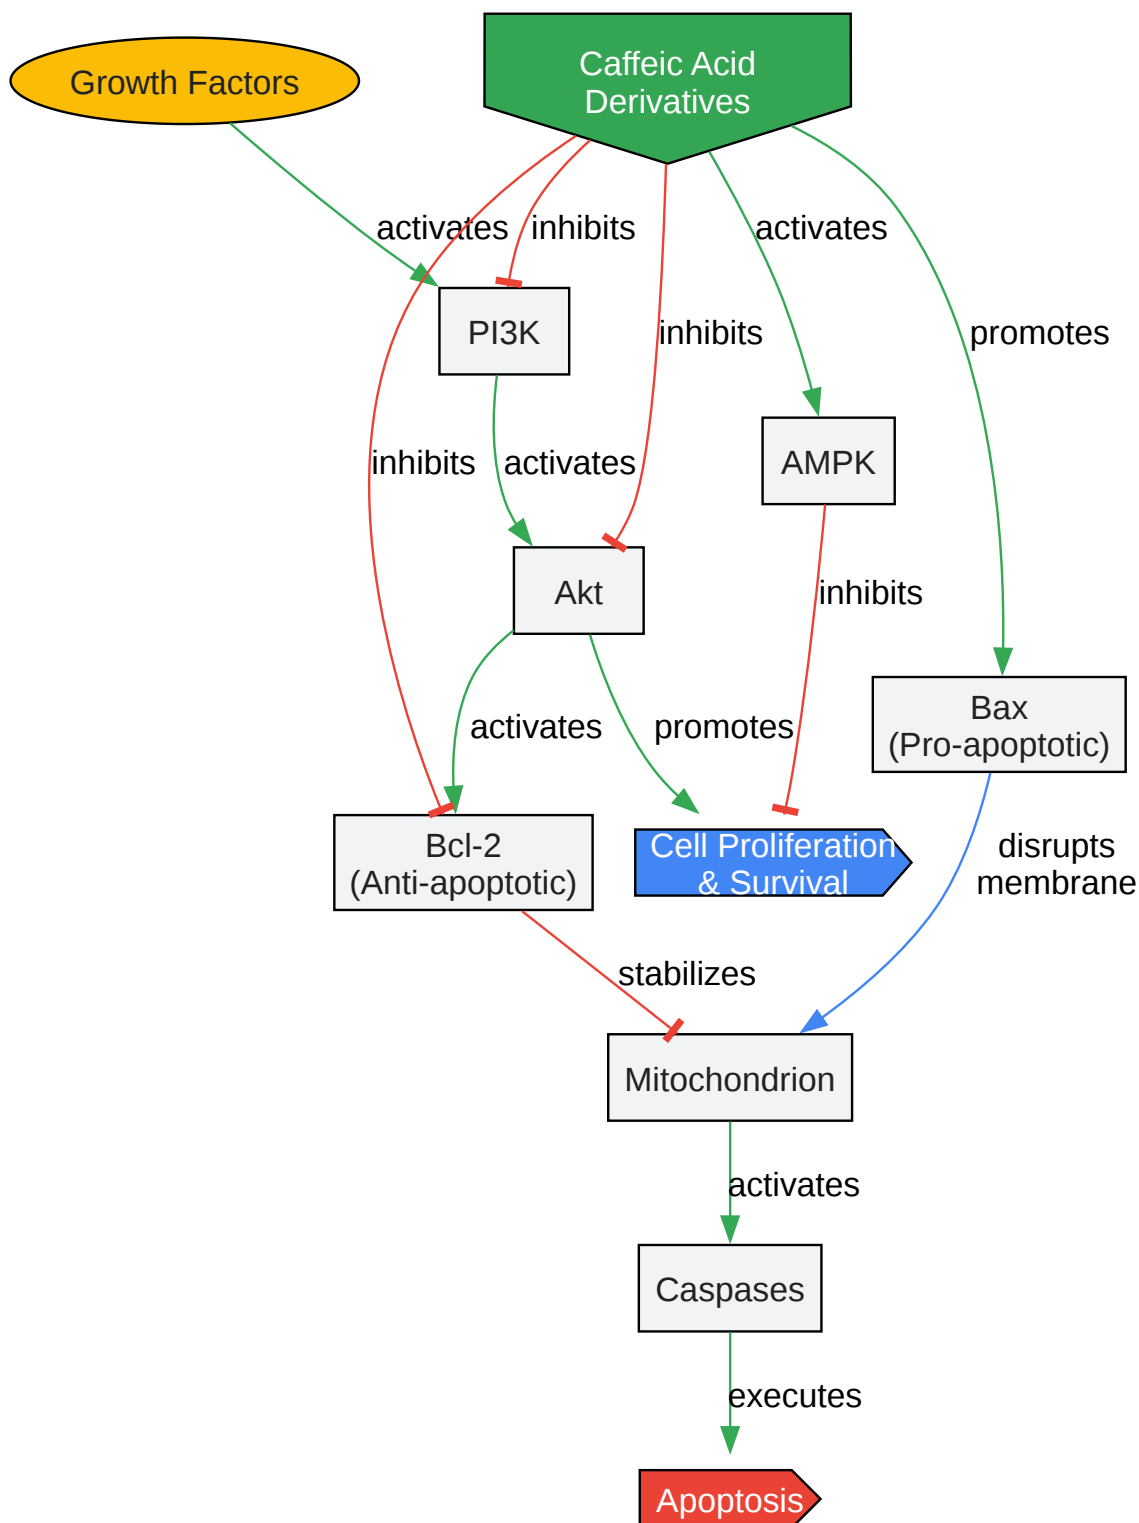 Growth Factors
Caffeic Acid
Derivatives
activates
inhibits
activates
PI3K
inhibits
promotes
inhibits
activates
AMPK
Akt
inhibits
activates
promotes
Bax
(Pro-apoptotic)
Bcl-2
(Anti-apoptotic)
Cell Proliferation
& Survival
disrupts
membrane
stabilizes
Mitochondrion
activates
Caspases
executes
Apoptosis